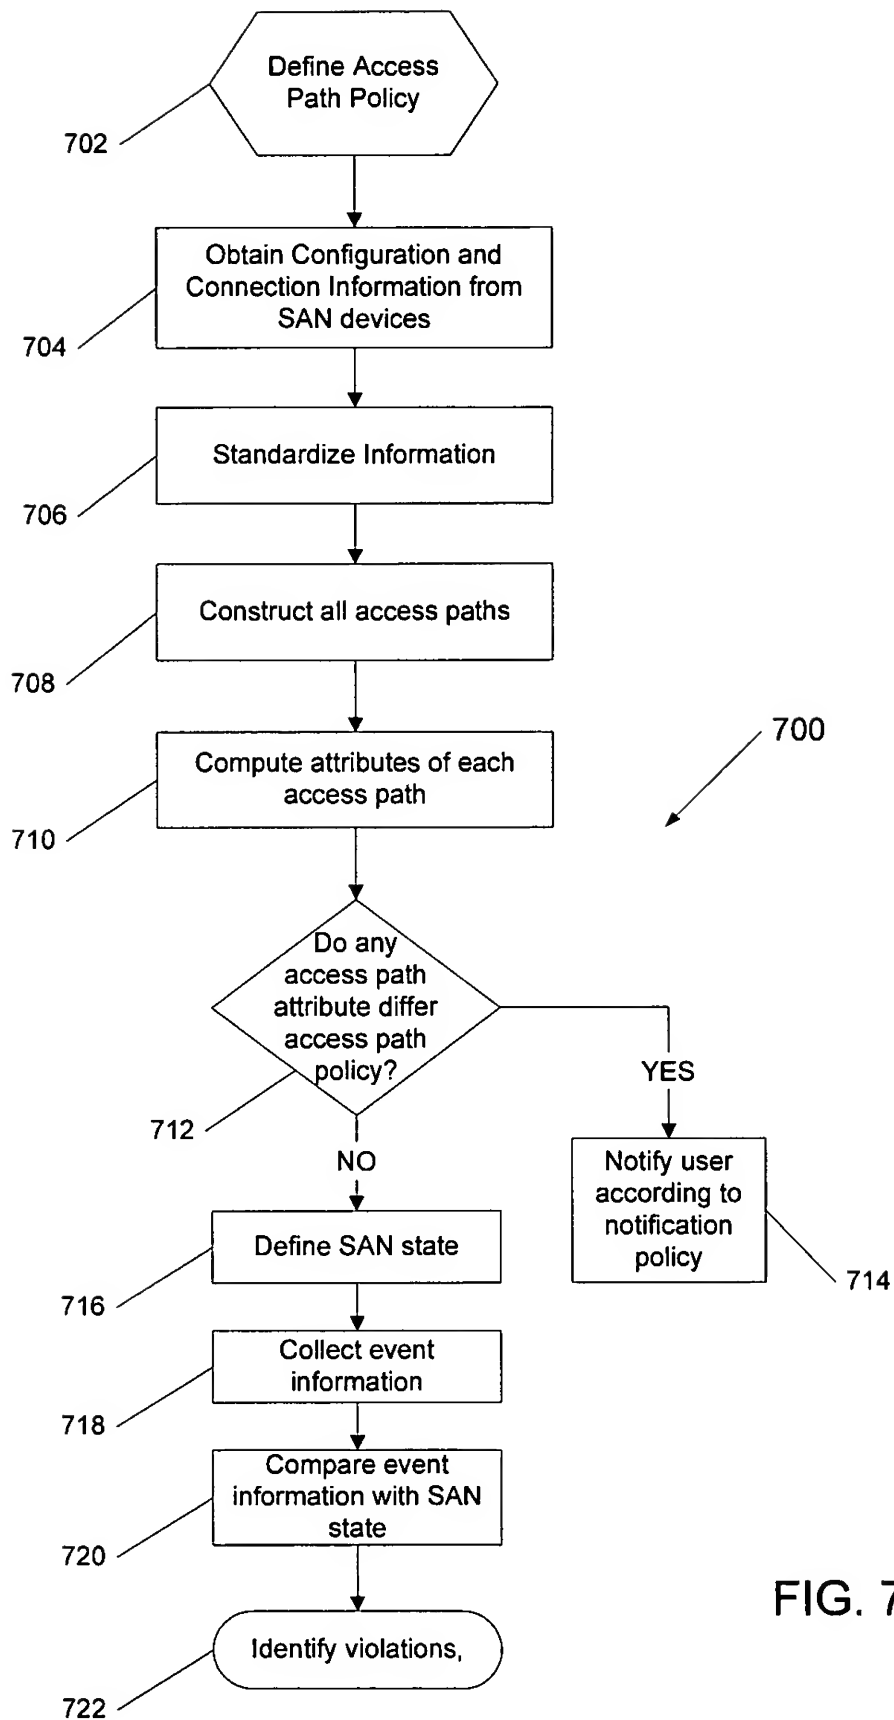 Define Access
Path Policy
702
Obtain Configuration and
Connection Information from
SAN devices
704
Standardize Information
706
Construct all access paths
708
700
Compute attributes of each
access path
710
Do any
access path
attribute differ
access path
policy?
712
YES
NO
Notify user
according to
notification
policy
714
Define SAN state
716
Collect event
information
718
Compare event
information with SAN
state
720
FIG. 7
Identify violations,
722